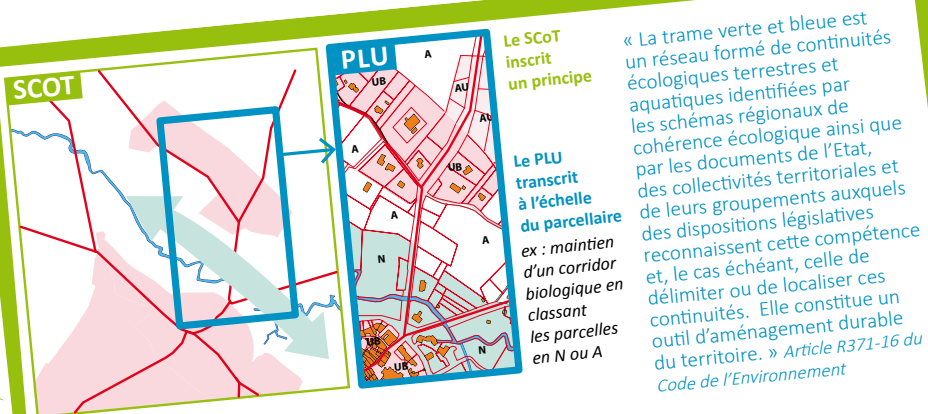 SCOT
PLU
A
UB
AU
AU
A
UB
A
A
N
N
UB
UB
Le SCoT
inscrit
un principe
Le PLU
transcrit
à l’échelle
du parcellaire
ex : maintien
d’un corridor
biologique en
classant
les parcelles
en N ou A
« La trame verte et bleue est
un réseau formé de continuités
écologiques terrestres et
aquatiques identifiées par
les schémas régionaux de
cohérence écologique ainsi que
par les documents de l’Etat,
des collectivités territoriales et
de leurs groupements auxquels
des dispositions législatives
reconnaissent cette compétence
et, le cas échéant, celle de
délimiter ou de localiser ces
continuités. Elle constitue un
outil d’aménagement durable
du territoire. » Article R371-16 du
Code de l’Environnement